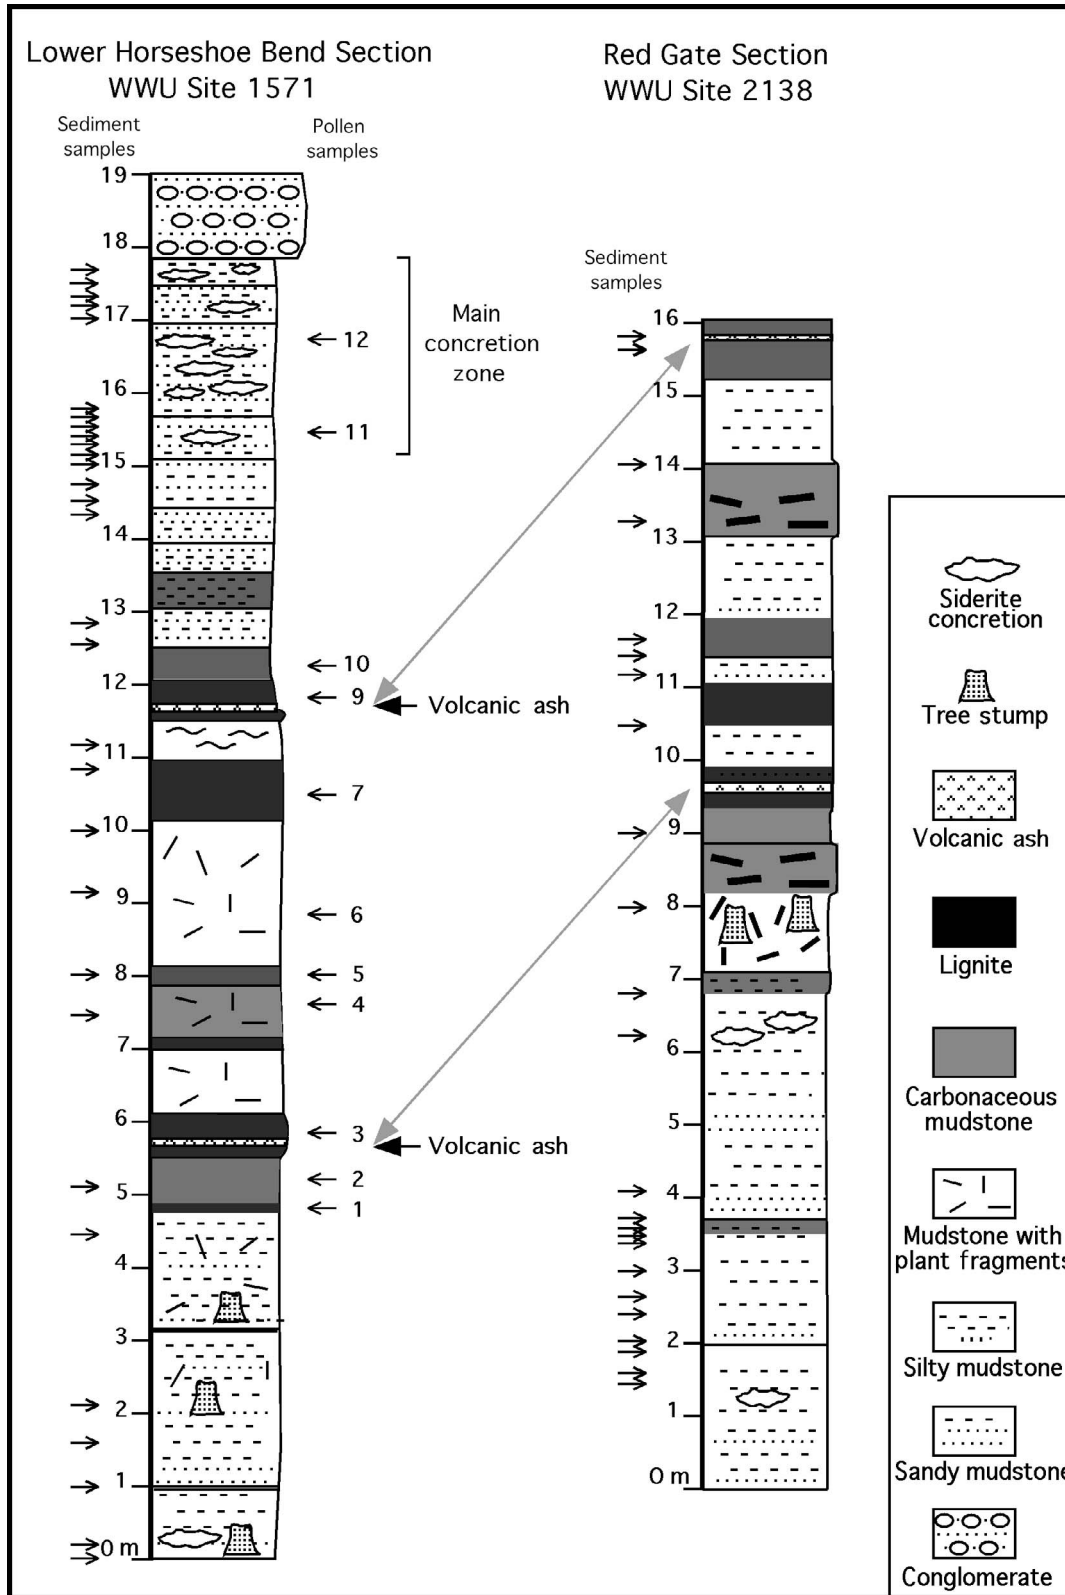 Lower Horseshoe Bend Section
WWU Site 1571
Sediment
samples
Pollen
samples
19
18
17
16
15
14
13
12
11
10
9
8
7
6
5
4
3
2
1
0 m
12
11
10
9
7
6
5
4
3
2
1
Main
concretion
zone
Volcanic ash
Volcanic ash
Red Gate Section
WWU Site 2138
Sediment
samples
16
15
14
13
12
11
10
9
8
7
6
5
4
3
2
1
0 m
Siderite
concretion
Tree stump
Volcanic ash
Lignite
Carbonaceous
mudstone
Mudstone with
plant fragments
Silty mudstone
Sandy mudstone
Conglomerate